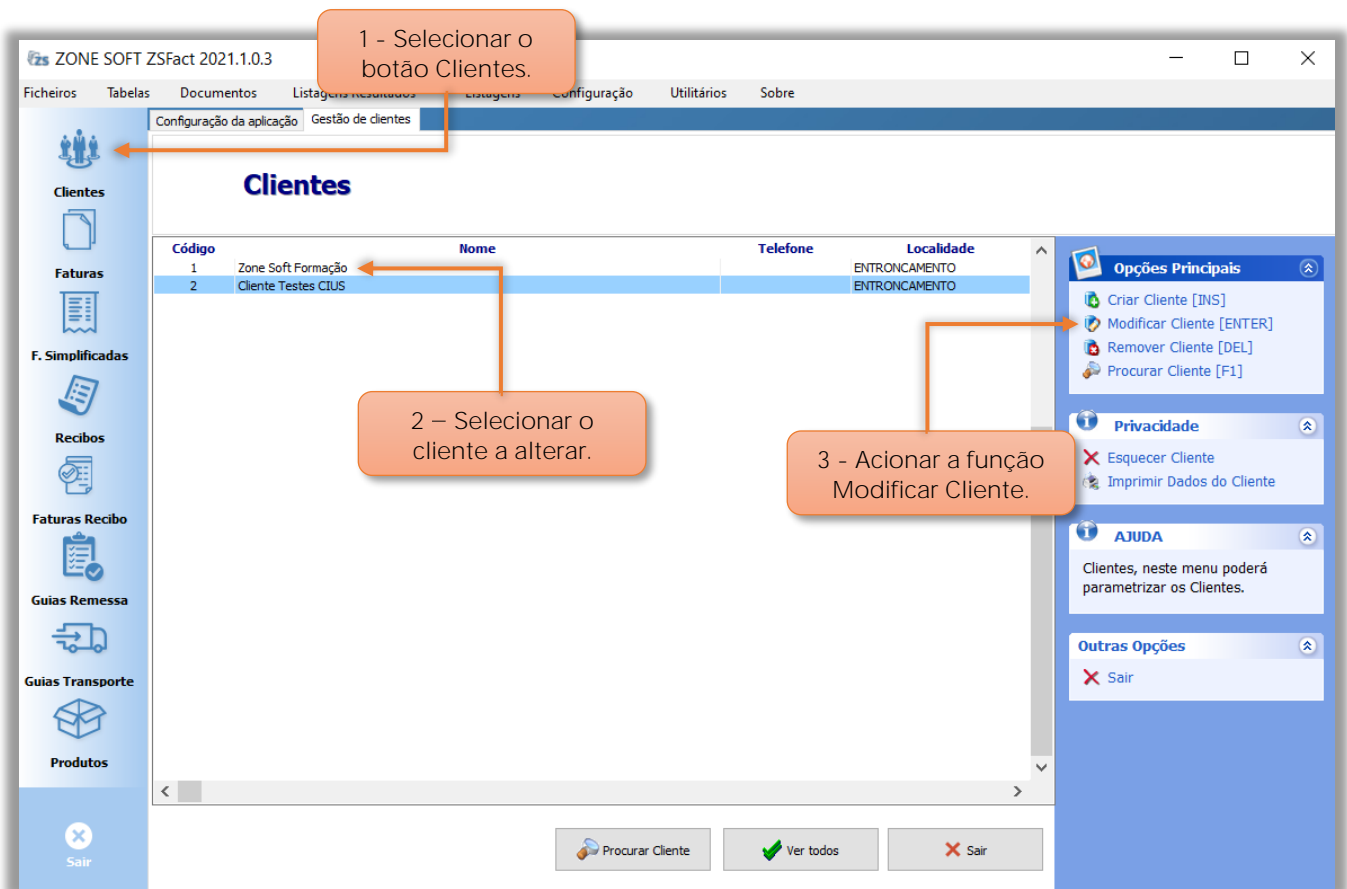 1 - Selecionar o
botão Clientes.
zs ZONE SOFT ZSFact 2021.1.0.3
Ficheiros Tabelas Documentos Listagens Resultados Listagens Configuração Utilitários Sobre
Configuração da aplicação Gestão de clientes
Clientes
Clientes
Faturas
F. Simplificadas
Recibos
Faturas Recibo
Guias Remessa
Guias Transporte
Produtos
Sair
Código Nome Telefone Localidade
1 Zone Soft Formação ENTRONCAMENTO
2 Cliente Testes CIUS ENTRONCAMENTO
2 – Selecionar o
cliente a alterar.
3 - Acionar a função
Modificar Cliente.
Opções Principais
Criar Cliente [INS]
Modificar Cliente [ENTER]
Remover Cliente [DEL]
Procurar Cliente [F1]
Privacidade
Esquecer Cliente
Imprimir Dados do Cliente
AJUDA
Clientes, neste menu poderá
parametrizar os Clientes.
Outras Opções
Sair
Procurar Cliente Ver todos Sair